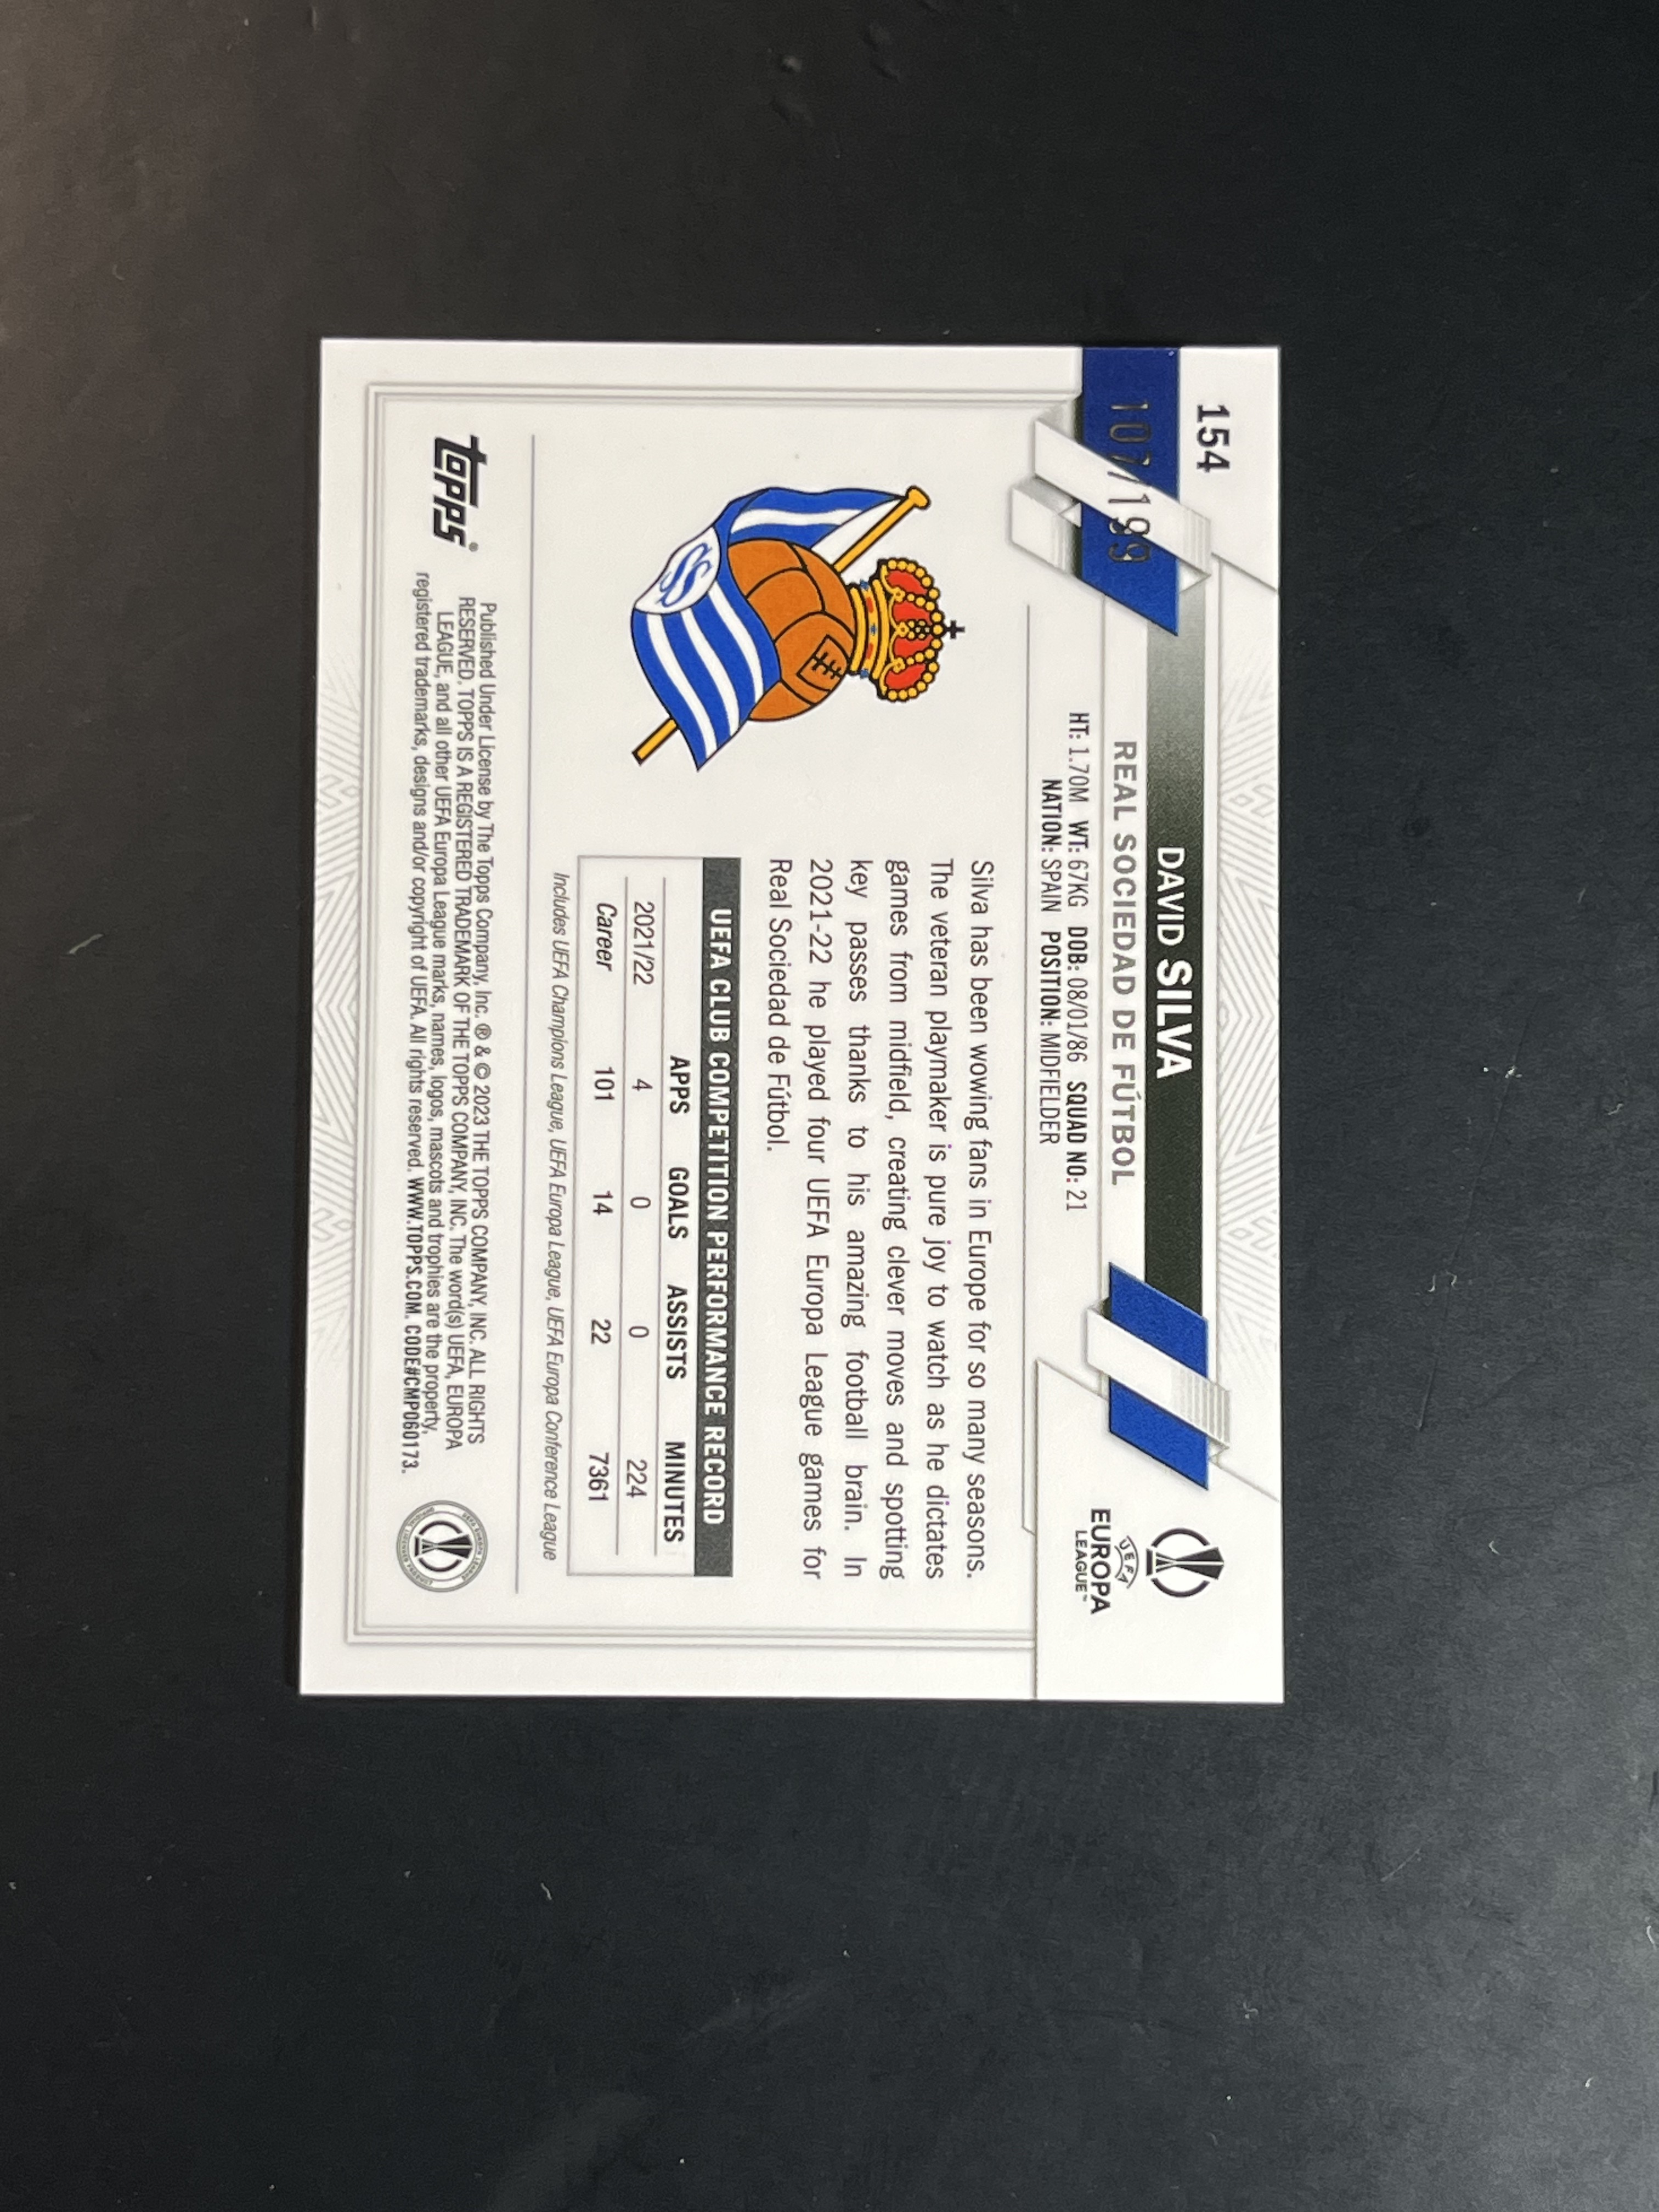 154
107/199
DAVID SILVA
REAL SOCIEDAD DE FÚTBOL
HT: 1.70M WT: 67KG DOB: 08/01/86 SQUAD NO: 21
NATION: SPAIN POSITION: MIDFIELDER
UEFA
EUROPA
LEAGUE™
Silva has been wowing fans in Europe for so many seasons.
The veteran playmaker is pure joy to watch as he dictates
games from midfield, creating clever moves and spotting
key passes thanks to his amazing football brain. In
2021-22 he played four UEFA Europa League games for
Real Sociedad de Fútbol.
UEFA CLUB COMPETITION PERFORMANCE RECORD
APPS GOALS ASSISTS MINUTES
2021/22 4 0 0 224
Career 101 14 22 7361
Includes UEFA Champions League, UEFA Europa League, UEFA Europa Conference League
topps®
Published Under License by The Topps Company, Inc. ® & © 2023 THE TOPPS COMPANY, INC. ALL RIGHTS
RESERVED. TOPPS IS A REGISTERED TRADEMARK OF THE TOPPS COMPANY, INC. The word(s) UEFA, EUROPA
LEAGUE, and all other UEFA Europa League marks, names, logos, mascots and trophies are the property,
registered trademarks, designs and/or copyright of UEFA. All rights reserved. WWW.TOPPS.COM. CODE#CMP060173.